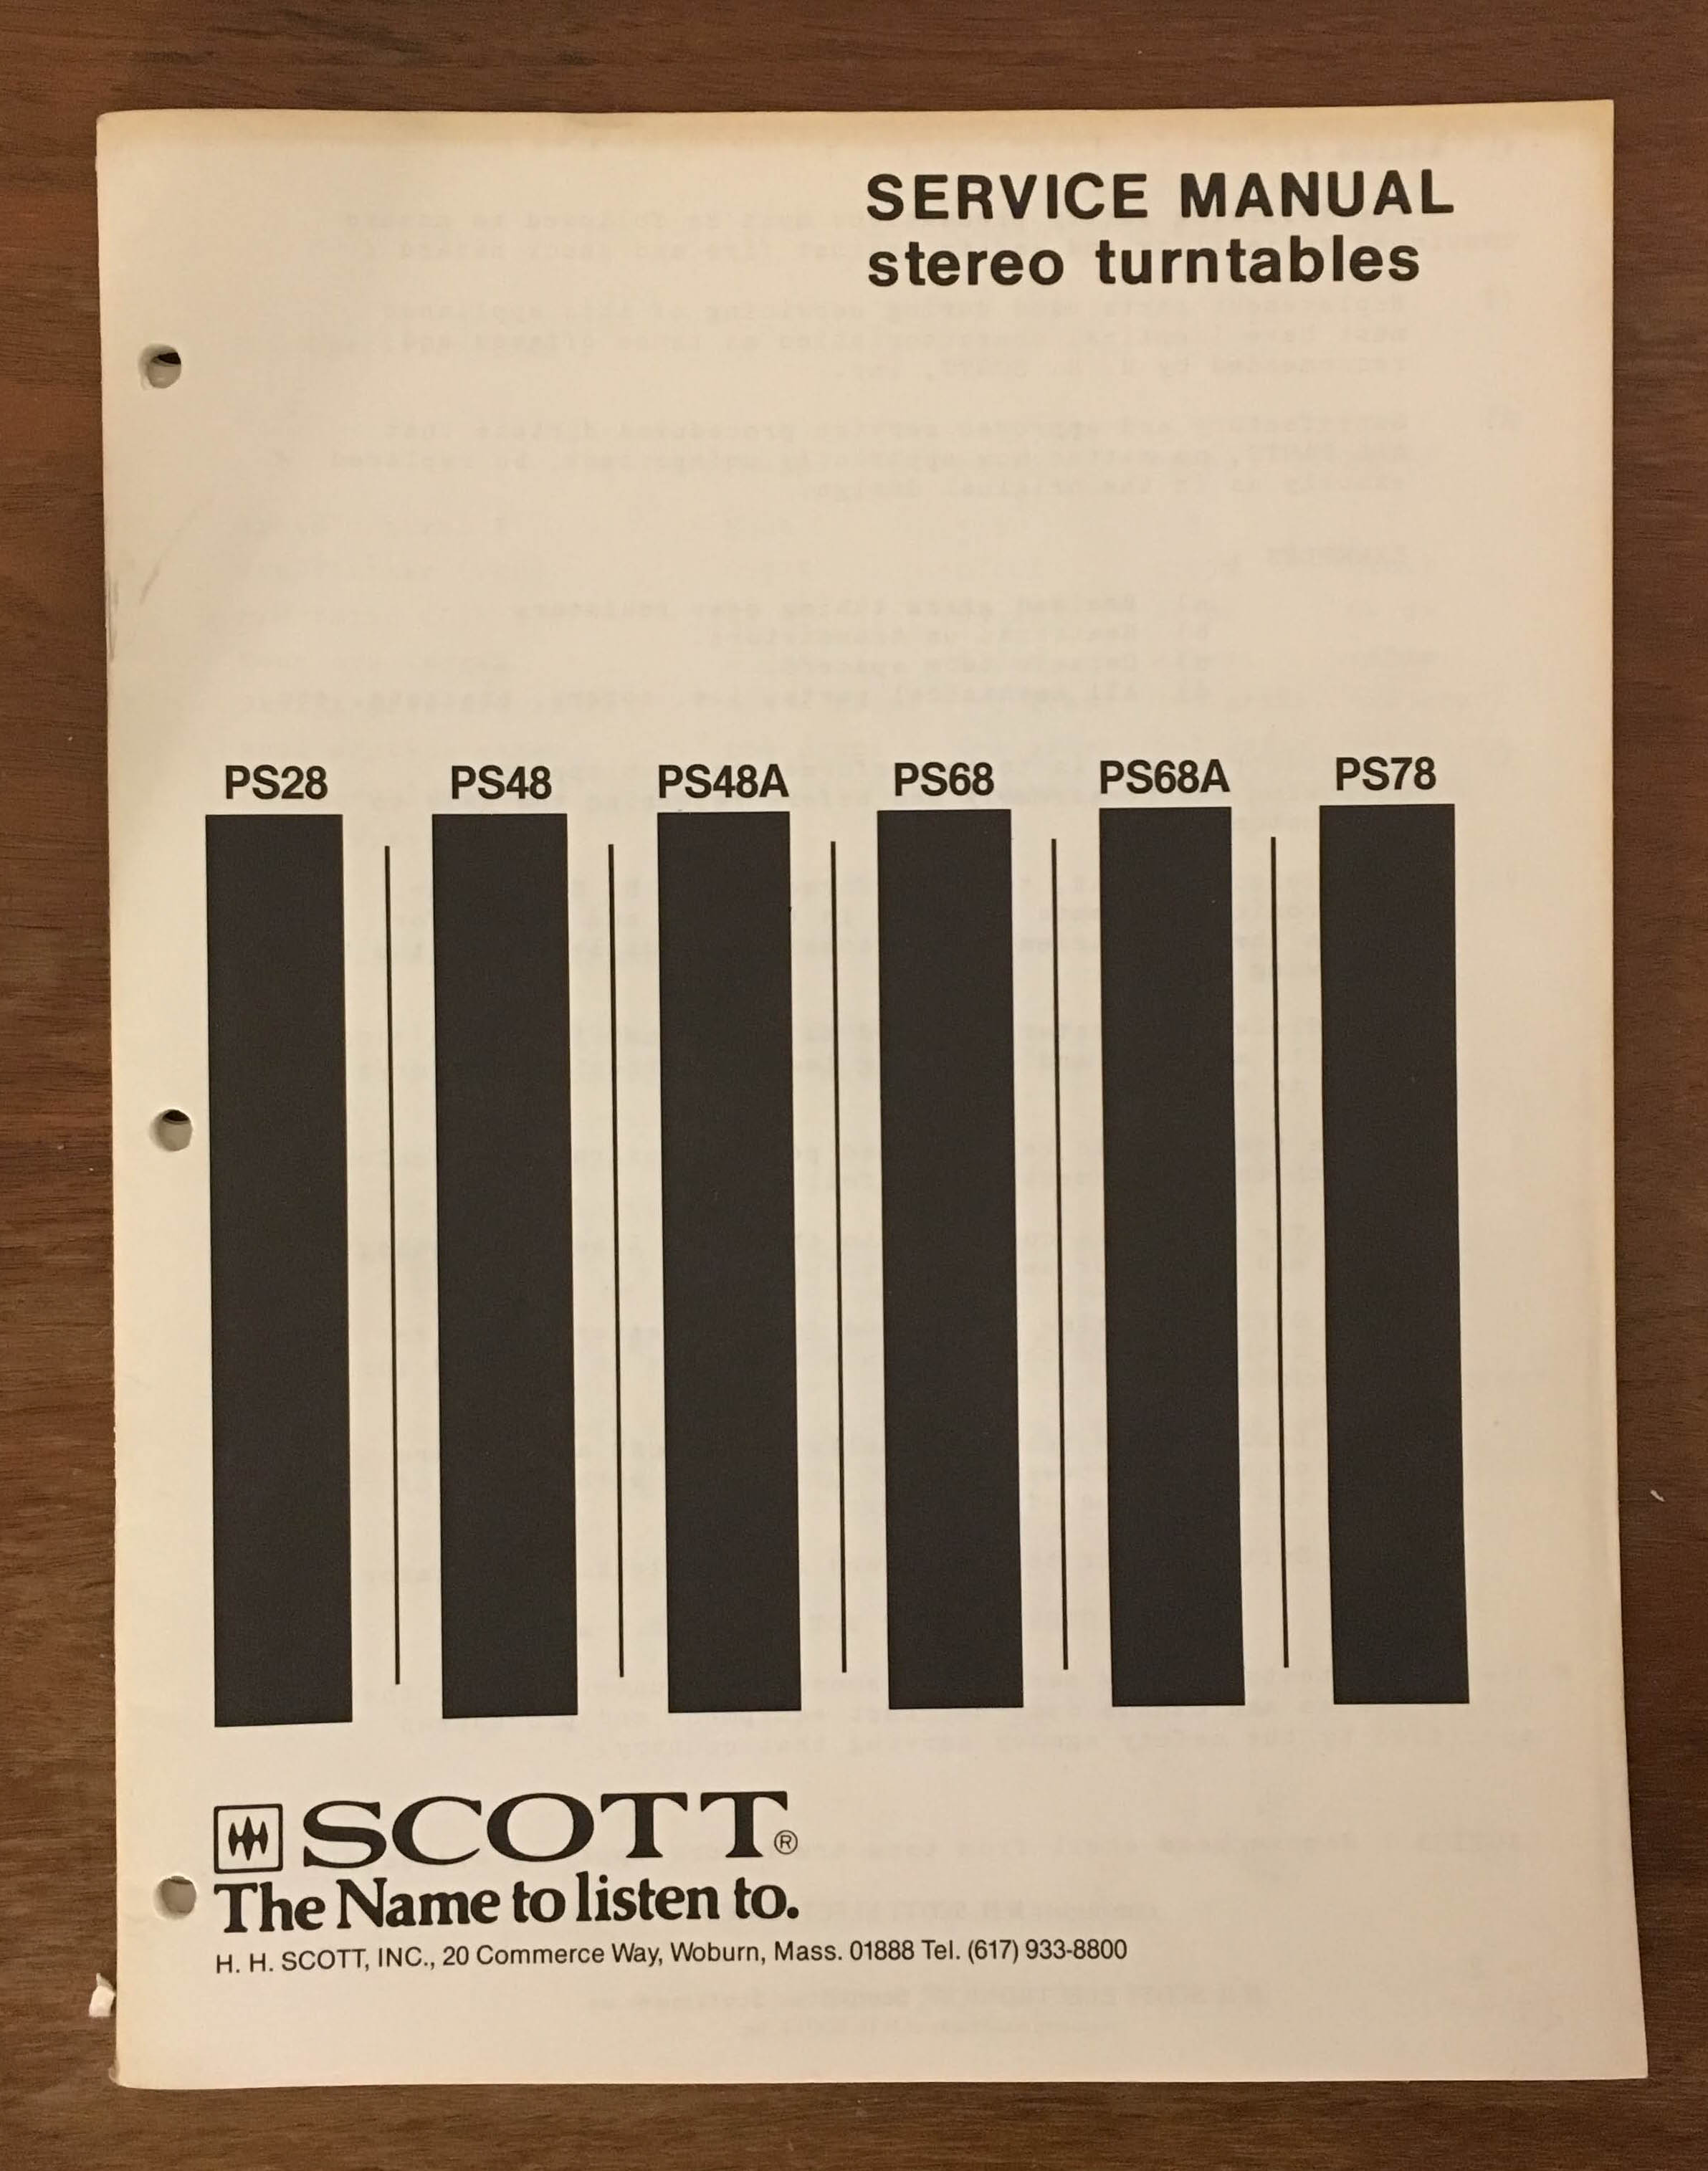 SERVICE MANUAL
stereo turntables
PS28 PS48 PS48A PS68 PS68A PS78
SCOTT®
The Name to listen to.
H. H. SCOTT, INC., 20 Commerce Way, Woburn, Mass. 01888 Tel. (617) 933-8800